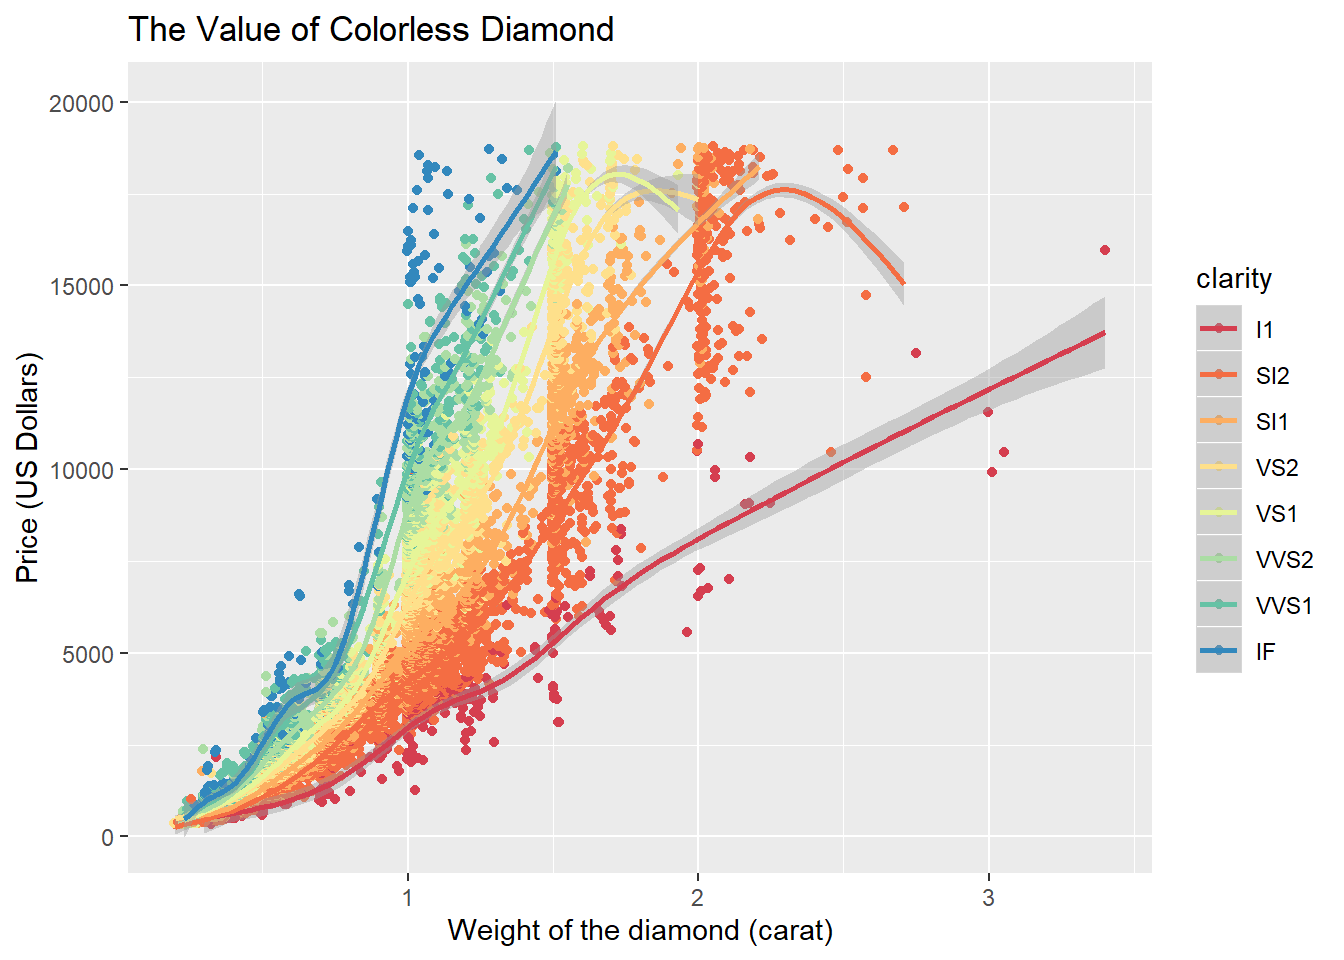 The Value of Colorless Diamond
20000
15000
10000
5000
0
Price (US Dollars)
1
2
3
Weight of the diamond (carat)
clarity
I1
SI2
SI1
VS2
VS1
VVS2
VVS1
IF